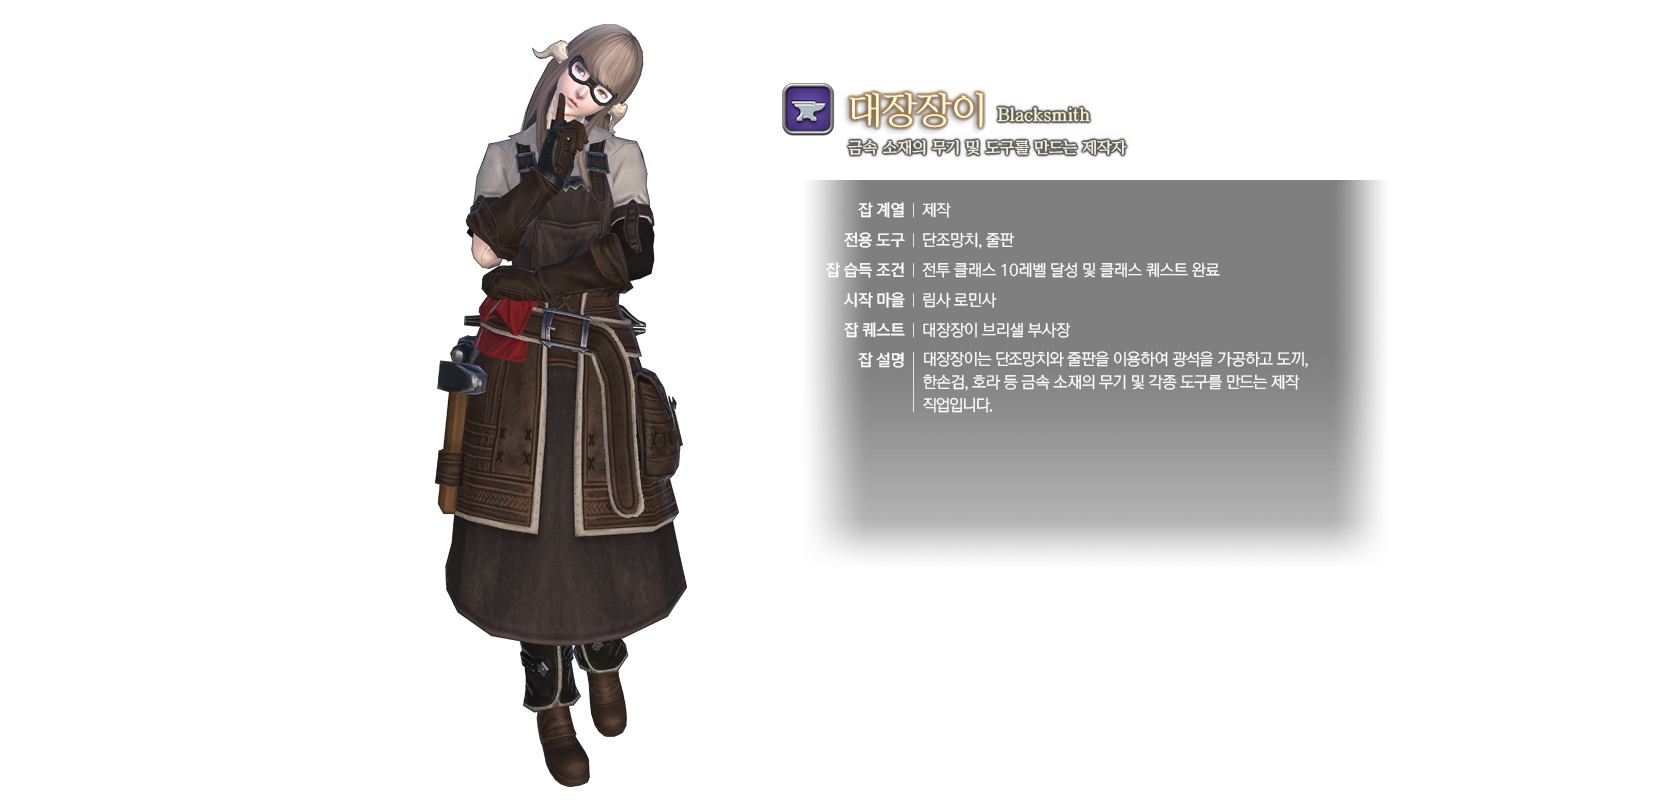 대장장이 Blacksmith
금속 소재의 무기 및 도구를 만드는 제작자
잡 계열 제작
전용 도구 단조망치, 줄판
잡 습득 조건 전투 클래스 10레벨 달성 및 클래스 퀘스트 완료
시작 마을 림사 로민사
잡 퀘스트 대장장이 브리샐 부사장
잡 설명 대장장이는 단조망치와 줄판을 이용하여 광석을 가공하고 도끼,
한손검, 호라 등 금속 소재의 무기 및 각종 도구를 만드는 제작
직업입니다.